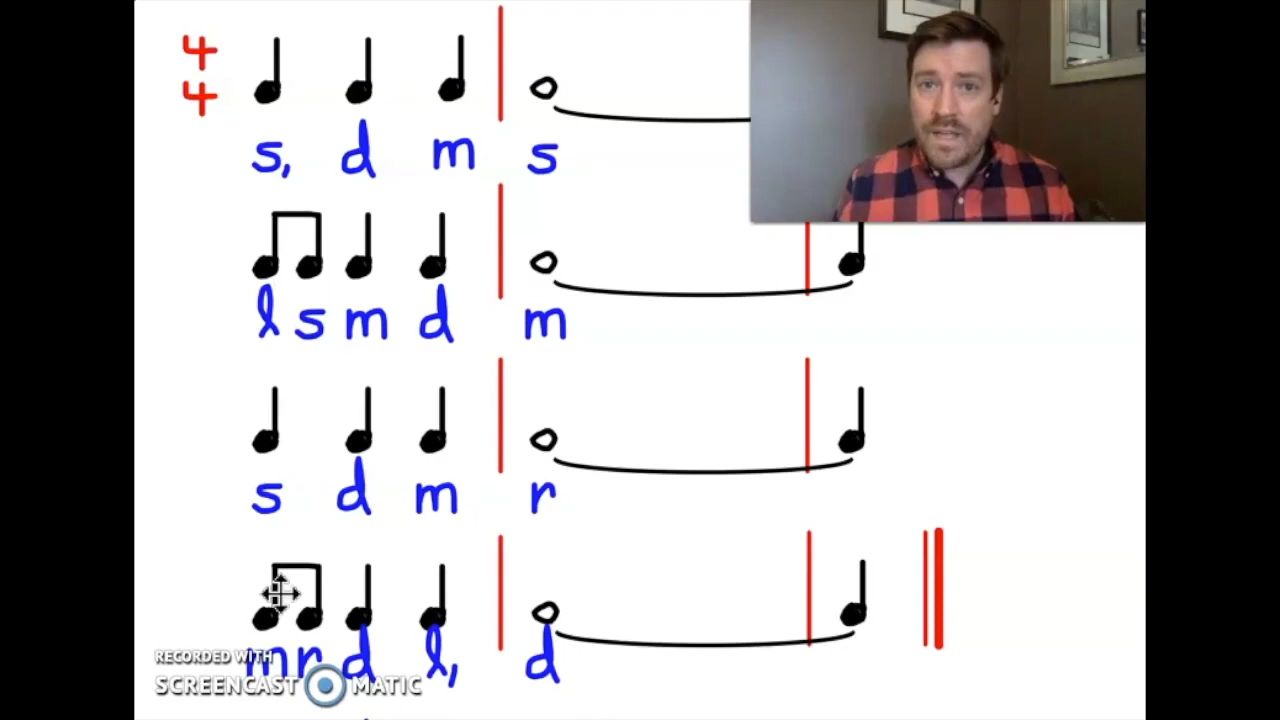 4
4
s, d m s
l s m d m
s d m r
m r d l, d
RECORDED WITH
SCREENCAST MATIC